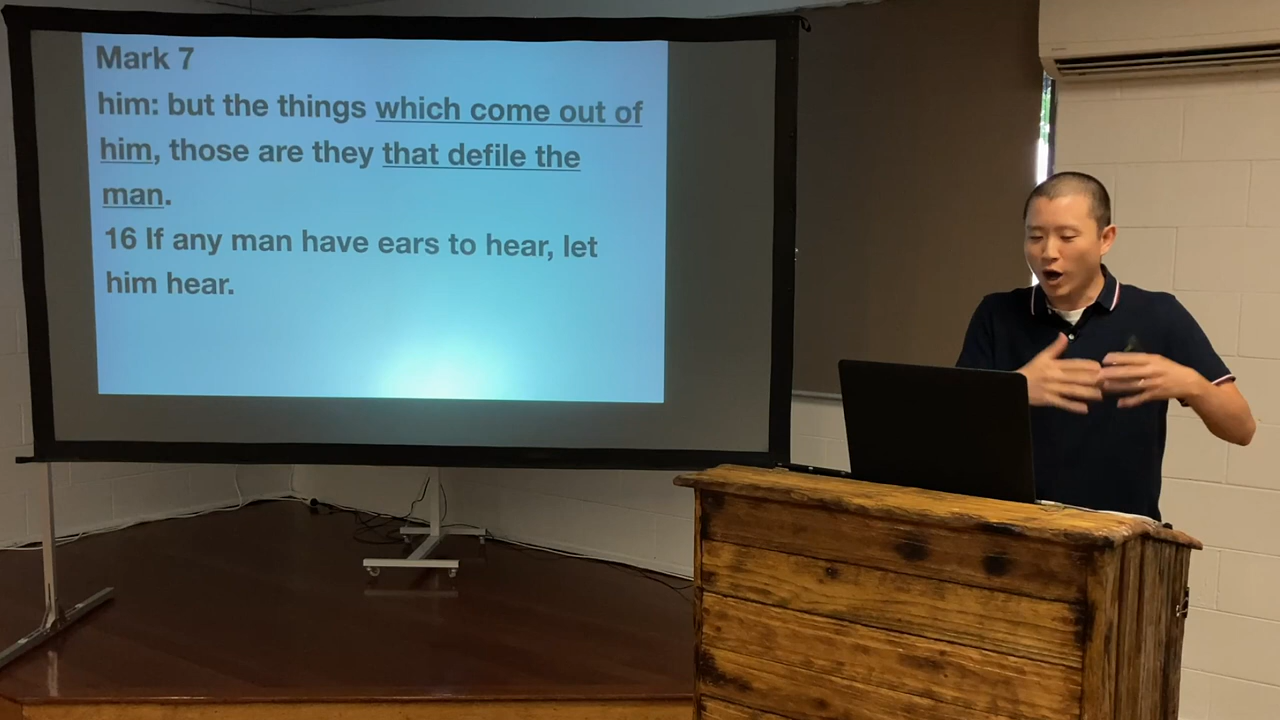 Mark 7
him: but the things which come out of
him, those are they that defile the
man.
16 If any man have ears to hear, let
him hear.